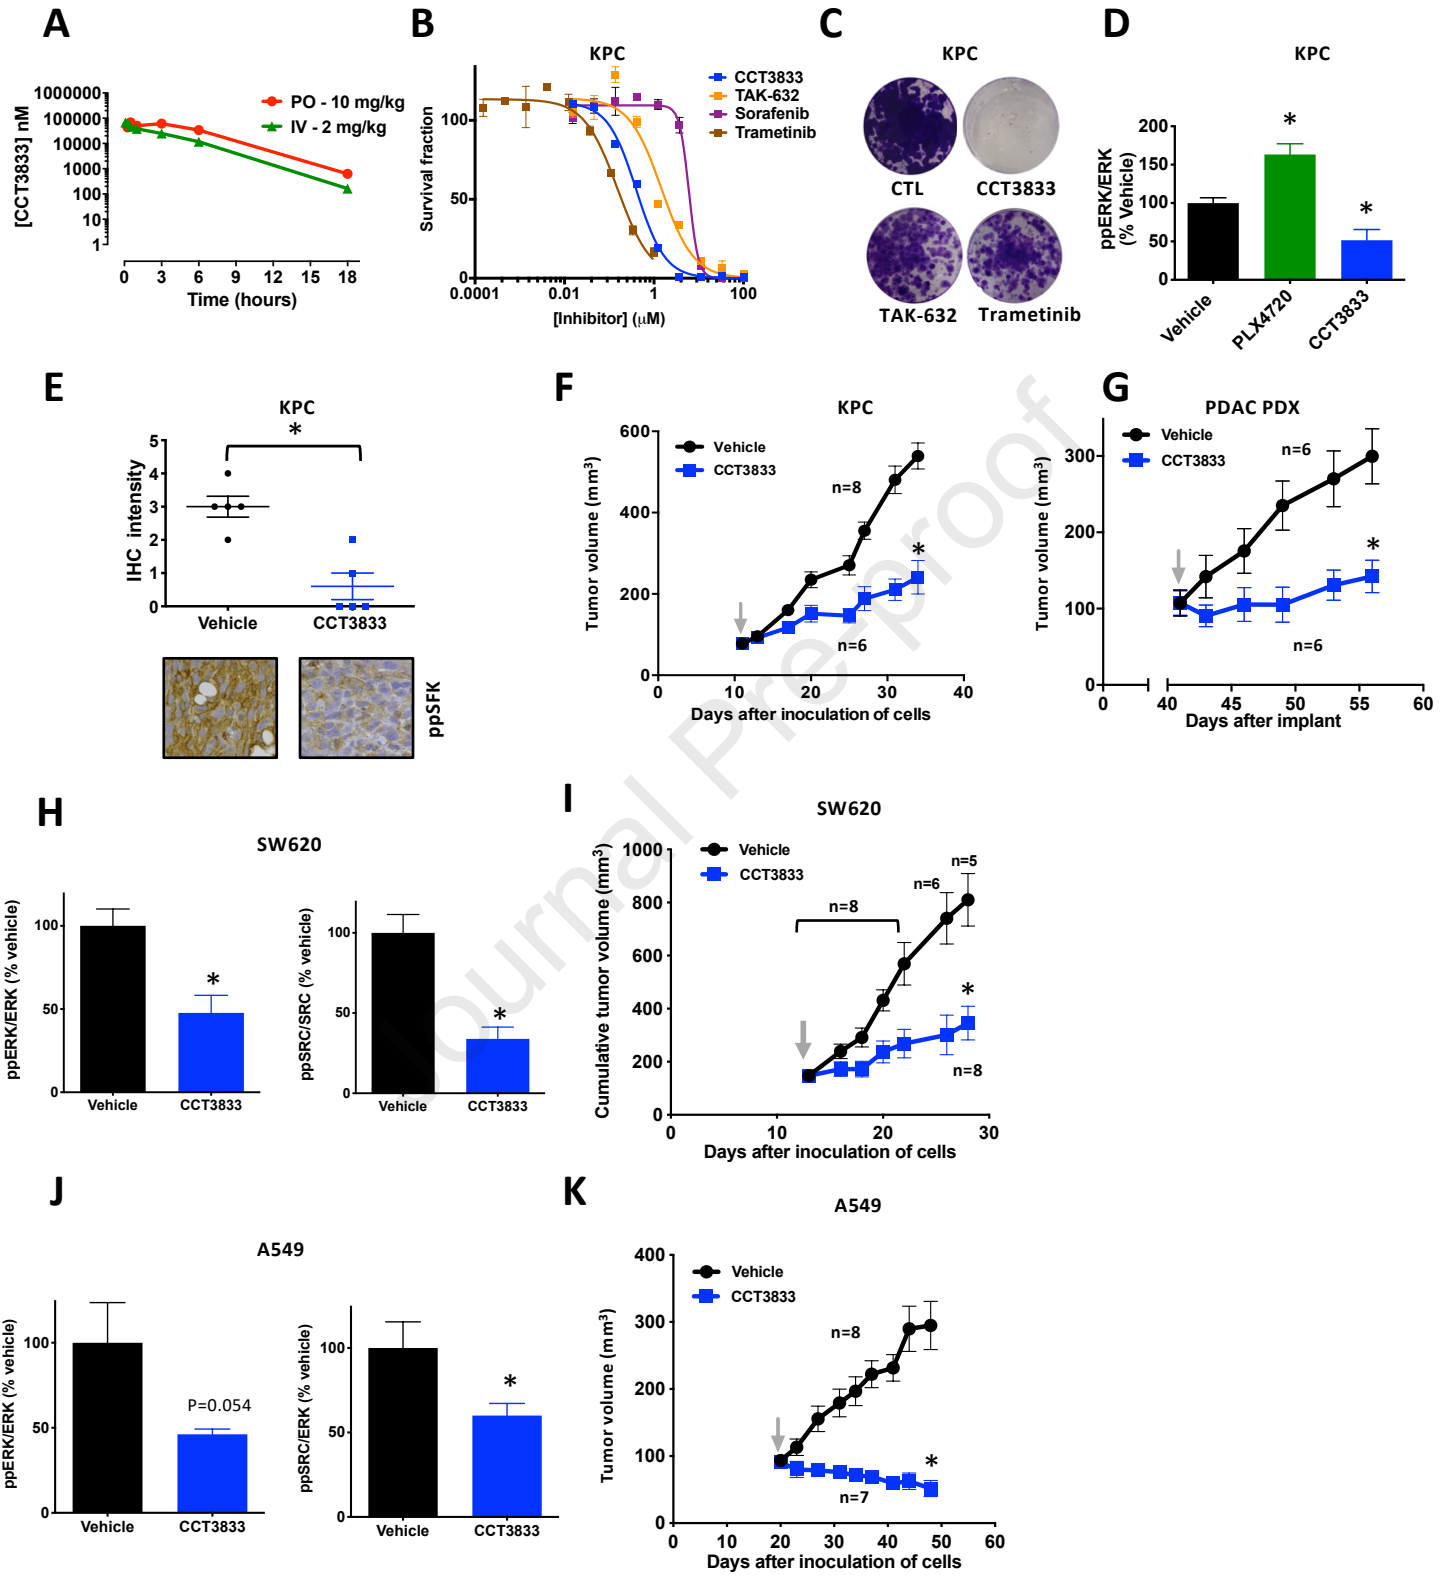 A
[CCT3833] nM
1000000
100000
10000
1000
100
10
1
PO - 10 mg/kg
IV - 2 mg/kg
0 3 6 9 12 15 18
Time (hours)
B
KPC
Survival fraction
100
50
0
CCT3833
TAK-632
Sorafenib
Trametinib
0.0001 0.01 1 100
[Inhibitor] (μM)
C
KPC
CTL CCT3833
TAK-632 Trametinib
D
KPC
ppERK/ERK
(% Vehicle)
200
150
100
50
0
*
*
Vehicle
PLX4720
CCT3833
E
KPC
*
IHC intensity
5
4
3
2
1
0
Vehicle CCT3833
ppSFK
F
KPC
Tumor volume (mm3)
600
400
200
0
Vehicle
CCT3833
n=8
*
n=6
0 10 20 30 40
Days after inoculation of cells
G
PDAC PDX
Tumor volume (mm3)
300
200
100
0
Vehicle
CCT3833
n=6
*
n=6
0 40 45 50 55 60
Days after implant
Journal Pre-proof
H
SW620
ppERK/ERK (% vehicle)
100
50
0
*
Vehicle CCT3833
ppSRC/SRC (% vehicle)
100
50
0
*
Vehicle CCT3833
I
SW620
Cumulative tumor volume (mm3)
1000
800
600
400
200
0
Vehicle
CCT3833
n=8
n=6
n=5
*
n=8
0 10 20 30
Days after inoculation of cells
J
A549
ppERK/ERK (% vehicle)
100
50
0
P=0.054
Vehicle CCT3833
ppSRC/ERK (% vehicle)
100
50
0
*
Vehicle CCT3833
K
A549
Tumor volume (mm3)
400
300
200
100
0
Vehicle
CCT3833
n=8
*
n=7
0 10 20 30 40 50 60
Days after inoculation of cells